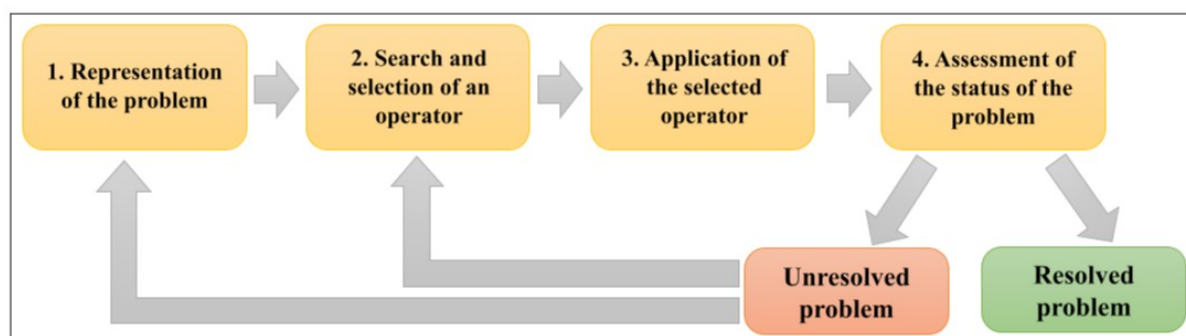 1. Representation
of the problem
2. Search and
selection of an
operator
3. Application of
the selected
operator
4. Assessment of
the status of the
problem
Unresolved
problem
Resolved
problem